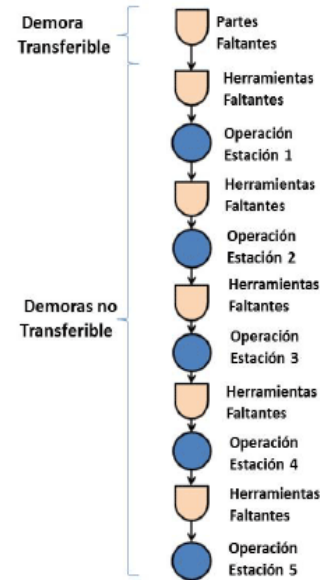 Demora
Transferible
Partes
Faltantes
Herramientas
Faltantes
Operación
Estación 1
Herramientas
Faltantes
Operación
Estación 2
Herramientas
Faltantes
Demoras no
Transferible
Operación
Estación 3
Herramientas
Faltantes
Operación
Estación 4
Herramientas
Faltantes
Operación
Estación 5